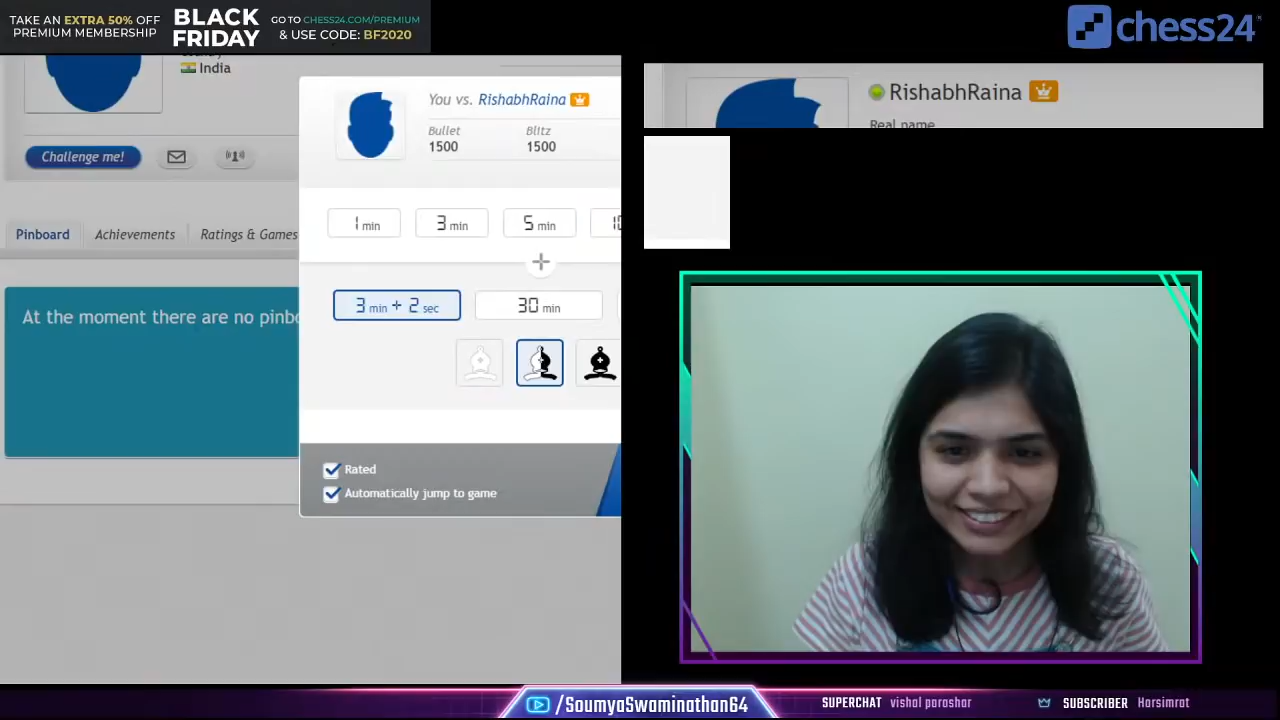 TAKE AN EXTRA 50% OFF
PREMIUM MEMBERSHIP
BLACK
FRIDAY
GO TO CHESS24.COM/PREMIUM
& USE CODE: BF2020
chess24
India
Challenge me!
Pinboard
Achievements
Ratings & Games
At the moment there are no pinbo
You vs. RishabhRaina
Bullet
Blitz
1500
1500
1 min
3 min
5 min
10
+
3 min + 2 sec
30 min
Rated
Automatically jump to game
RishabhRaina
Real name
/SoumyaSwaminathan64
SUPERCHAT vishal parashar
SUBSCRIBER Harsimrat